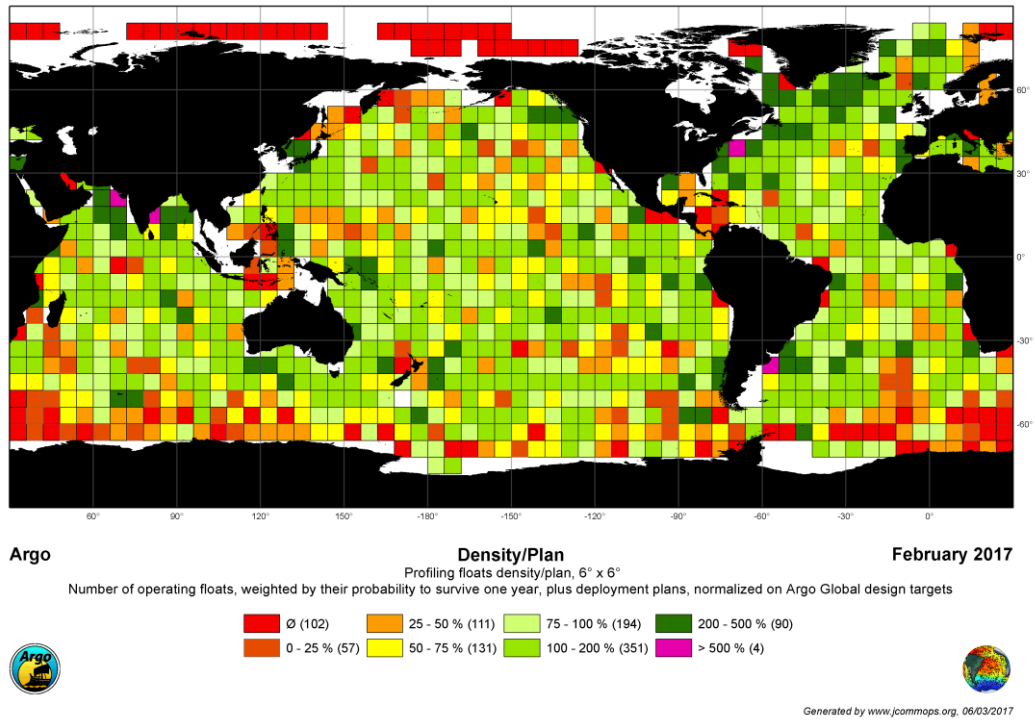 60°
30°
0°
-30°
-60°
60° 90° 120° 150° -180° -150° -120° -90° -60° -30° 0°
Argo Density/Plan February 2017
Profiling floats density/plan, 6° x 6°
Number of operating floats, weighted by their probability to survive one year, plus deployment plans, normalized on Argo Global design targets
Ø (102) 25 - 50 % (111) 75 - 100 % (194) 200 - 500 % (90)
0 - 25 % (57) 50 - 75 % (131) 100 - 200 % (351) > 500 % (4)
Argo
Generated by www.jcommops.org, 06/03/2017